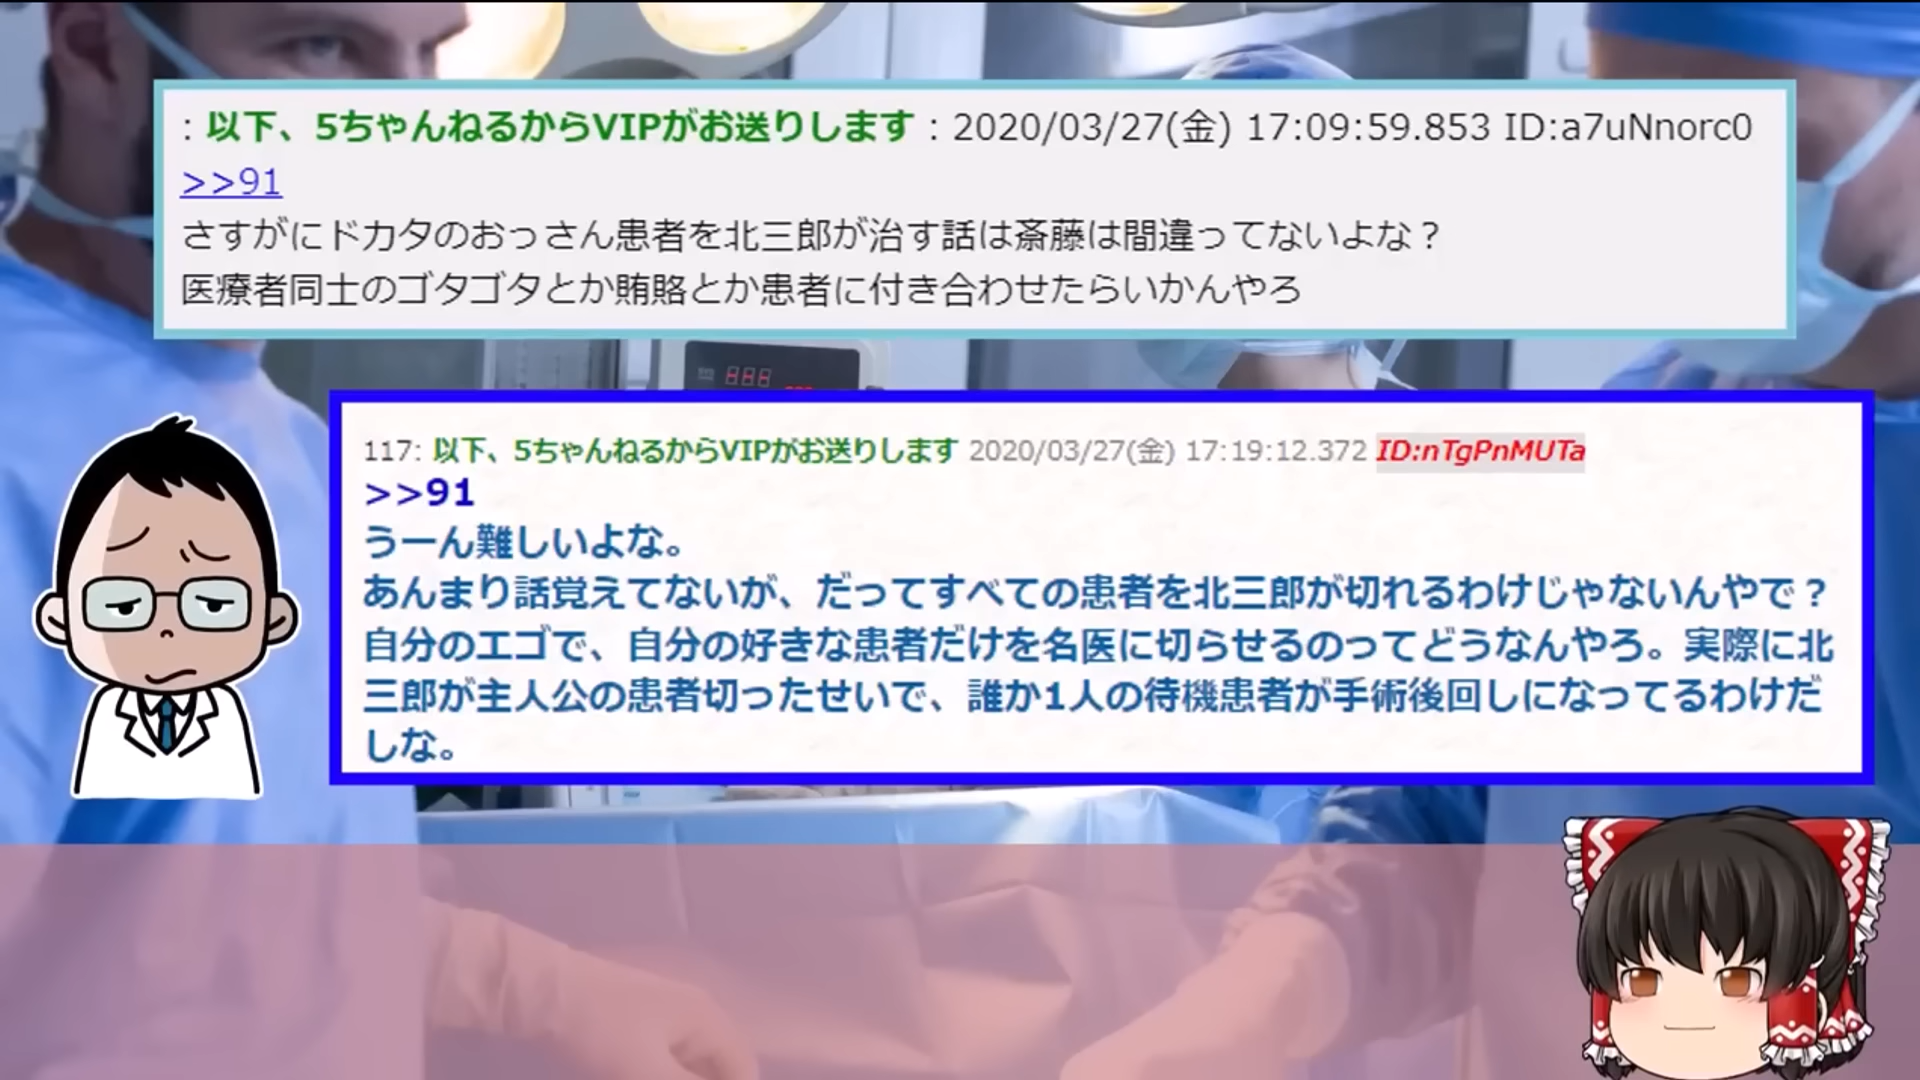 : 以下、5ちゃんねるからVIPがお送りします : 2020/03/27(金) 17:09:59.853 ID:a7uNnorc0
>>91
さすがにドカタのおっさん患者を北三郎が治す話は斎藤は間違ってないよな？
医療者同士のゴタゴタとか賄賂とか患者に付き合わせたらいかんやろ
117: 以下、5ちゃんねるからVIPがお送りします 2020/03/27(金) 17:19:12.372 ID:nTgPnMUTa
>>91
うーん難しいよな。
あんまり話覚えてないが、だってすべての患者を北三郎が切れるわけじゃないんやで？
自分のエゴで、自分の好きな患者だけを名医に切らせるのってどうなんやろ。実際に北
三郎が主人公の患者切ったせいで、誰か1人の待機患者が手術後回しになってるわけだ
しな。